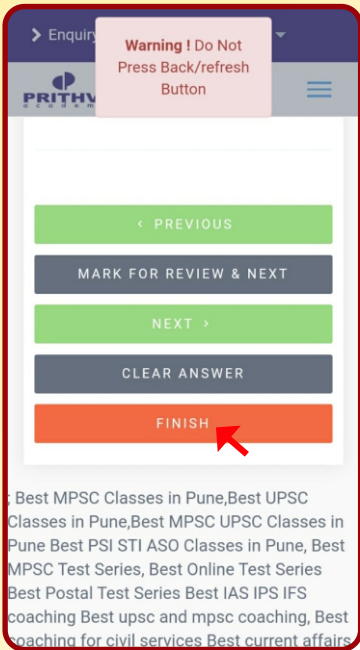 Enquiry
Warning ! Do Not
Press Back/refresh
Button
PRITHV
academ
< PREVIOUS
MARK FOR REVIEW & NEXT
NEXT >
CLEAR ANSWER
FINISH
; Best MPSC Classes in Pune,Best UPSC
Classes in Pune,Best MPSC UPSC Classes in
Pune Best PSI STI ASO Classes in Pune, Best
MPSC Test Series, Best Online Test Series
Best Postal Test Series Best IAS IPS IFS
coaching Best upsc and mpsc coaching, Best
coaching for civil services Best current affairs